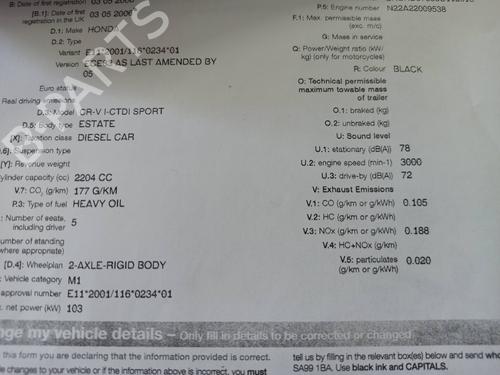 B: Date of first registration 03 05 2000
[B.1] Date of first registration in the UK 03 05 2000
D.1: Make HONDA
D.2: Type
Variant E11*2001/116*0234*01
Version AS LAST AMENDED BY
05
Euro status
Real driving emissions
D.3: Model CR-V I-CTDI SPORT
D.5: Body type ESTATE
[X]: Taxation class DIESEL CAR
Suspension type
[Y]: Revenue weight
Cylinder capacity (cc) 2204 CC
V.7: CO₂ (g/km) 177 G/KM
P.3: Type of fuel HEAVY OIL
Number of seats,
including driver 5
Number of standing
(where appropriate)
[D.4]: Wheelplan 2-AXLE-RIGID BODY
Vehicle category M1
approval number E11*2001/116*0234*01
net power (kW) 103
P.5: Engine number N22A22009538
F.1: Max. permissible mass
(exc. m/c)
G: Mass in service
Q: Power/Weight ratio (kW/
kg) (only for motorcycles)
R: Colour BLACK
O: Technical permissible
maximum towable mass
of trailer
O.1: braked (kg)
O.2: unbraked (kg)
U: Sound level
U.1: stationary (dB(A)) 78
U.2: engine speed (min-1) 3000
U.3: drive-by (dB(A)) 72
V: Exhaust Emissions
V.1: CO (g/km or g/kWh) 0.105
V.2: HC (g/km or g/kWh)
V.3: NOx (g/km or g/kWh) 0.188
V.4: HC+NOx (g/km)
V.5: particulates
(g/km or g/kWh) 0.020
nge my vehicle details – Only fill in details to be corrected or changed
this form you are declaring that the information provided is correct.
changes to your vehicle or if the information above is incorrect, you must
tell us by filling in the relevant box(es) below and send
SA99 1BA. Use black ink and CAPITALS.
B-PARTS